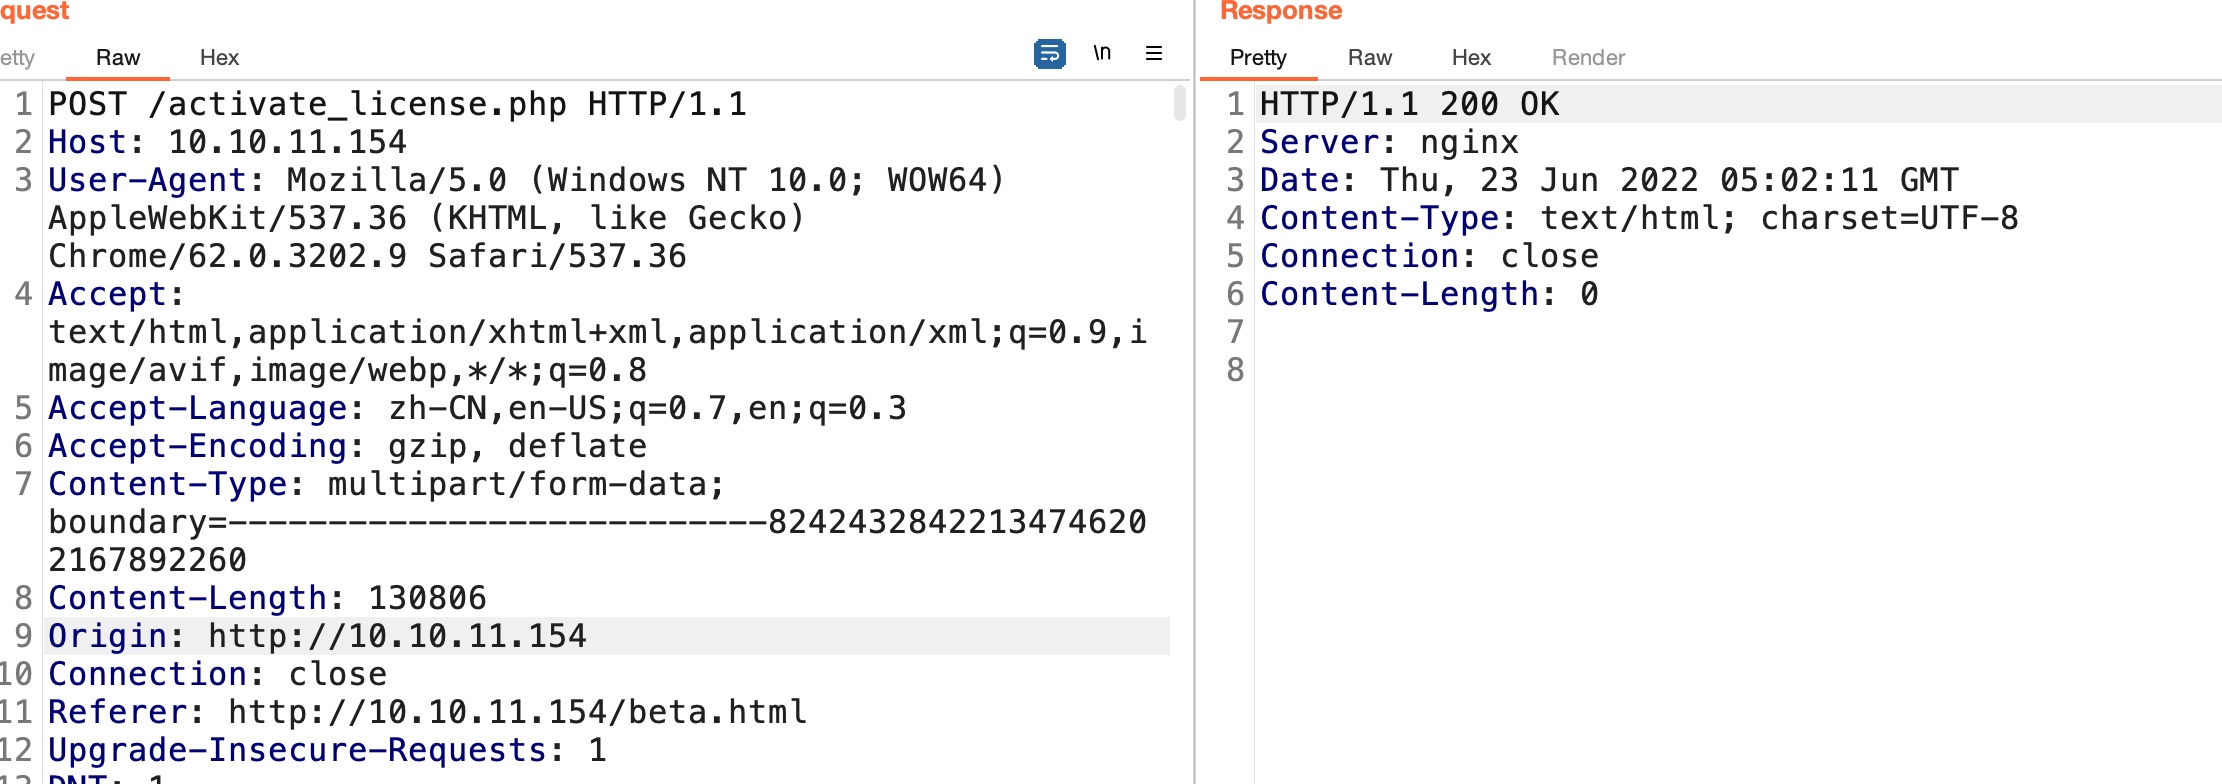 quest
etty Raw Hex \n
1 POST /activate_license.php HTTP/1.1
2 Host: 10.10.11.154
3 User-Agent: Mozilla/5.0 (Windows NT 10.0; WOW64)
AppleWebKit/537.36 (KHTML, like Gecko)
Chrome/62.0.3202.9 Safari/537.36
4 Accept:
text/html,application/xhtml+xml,application/xml;q=0.9,i
mage/avif,image/webp,*/*;q=0.8
5 Accept-Language: zh-CN,en-US;q=0.7,en;q=0.3
6 Accept-Encoding: gzip, deflate
7 Content-Type: multipart/form-data;
boundary=---------------------------8242432842213474620
2167892260
8 Content-Length: 130806
9 Origin: http://10.10.11.154
10 Connection: close
11 Referer: http://10.10.11.154/beta.html
12 Upgrade-Insecure-Requests: 1
13 DNT: 1
Response
Pretty Raw Hex Render
1 HTTP/1.1 200 OK
2 Server: nginx
3 Date: Thu, 23 Jun 2022 05:02:11 GMT
4 Content-Type: text/html; charset=UTF-8
5 Connection: close
6 Content-Length: 0
7
8